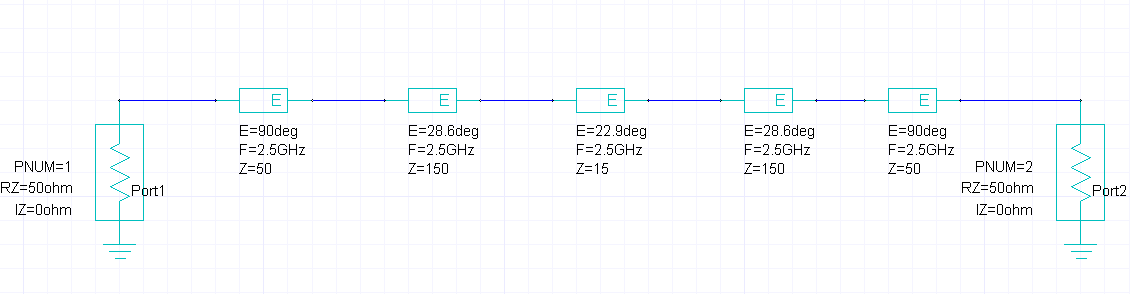 E
E
E
E
E
E=90deg
F=2.5GHz
Z=50
E=28.6deg
F=2.5GHz
Z=150
E=22.9deg
F=2.5GHz
Z=15
E=28.6deg
F=2.5GHz
Z=150
E=90deg
F=2.5GHz
Z=50
PNUM=1
RZ=50ohm
IZ=0ohm
Port1
PNUM=2
RZ=50ohm
IZ=0ohm
Port2